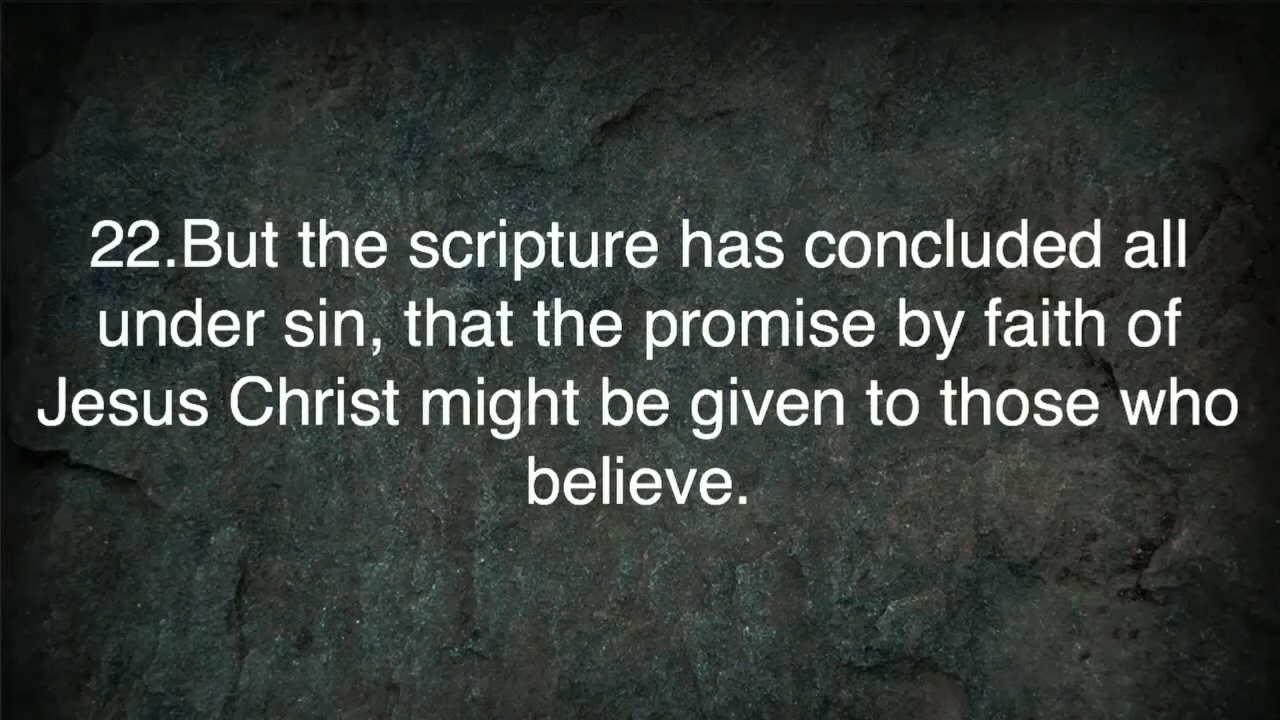 22.But the scripture has concluded all
under sin, that the promise by faith of
Jesus Christ might be given to those who
believe.